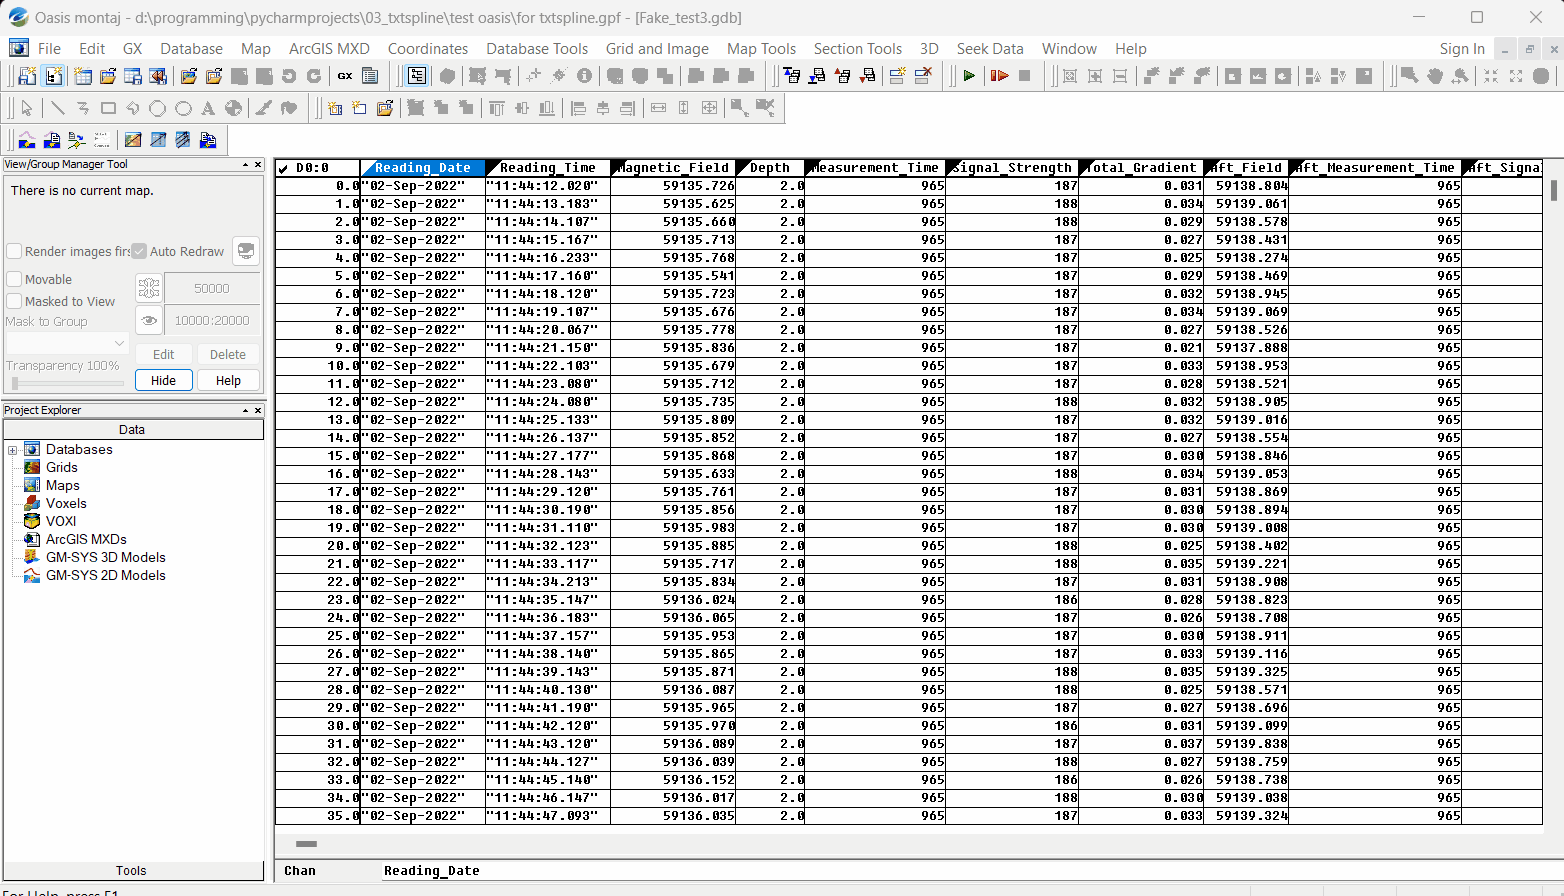 Oasis montaj - d:\programming\pycharmprojects\03_txtspline\test oasis\for txtspline.gpf - [Fake_test3.gdb]
File Edit GX Database Map ArcGIS MXD Coordinates Database Tools Grid and Image Map Tools Section Tools 3D Seek Data Window Help Sign In
GX
View/Group Manager Tool
There is no current map.
Render images firs Auto Redraw
Movable
50000
Masked to View
Mask to Group
10000:20000
Edit Delete
Transparency 100%
Hide Help
Project Explorer
Data
Databases
Grids
Maps
Voxels
VOXI
ArcGIS MXDs
GM-SYS 3D Models
GM-SYS 2D Models
Tools
D0:0 Reading_Date Reading_Time Magnetic_Field Depth Measurement_Time Signal_Strength Total_Gradient Aft_Field Aft_Measurement_Time Aft_Signa
0.0 "02-Sep-2022" "11:44:12.020" 59135.726 2.0 965 187 0.031 59138.804 965
1.0 "02-Sep-2022" "11:44:13.183" 59135.625 2.0 965 188 0.034 59139.061 965
2.0 "02-Sep-2022" "11:44:14.107" 59135.660 2.0 965 188 0.029 59138.578 965
3.0 "02-Sep-2022" "11:44:15.167" 59135.713 2.0 965 187 0.027 59138.431 965
4.0 "02-Sep-2022" "11:44:16.233" 59135.768 2.0 965 187 0.025 59138.274 965
5.0 "02-Sep-2022" "11:44:17.160" 59135.541 2.0 965 187 0.029 59138.469 965
6.0 "02-Sep-2022" "11:44:18.120" 59135.723 2.0 965 187 0.032 59138.945 965
7.0 "02-Sep-2022" "11:44:19.107" 59135.676 2.0 965 187 0.034 59139.069 965
8.0 "02-Sep-2022" "11:44:20.067" 59135.778 2.0 965 187 0.027 59138.526 965
9.0 "02-Sep-2022" "11:44:21.150" 59135.836 2.0 965 187 0.021 59137.888 965
10.0 "02-Sep-2022" "11:44:22.103" 59135.679 2.0 965 187 0.033 59138.953 965
11.0 "02-Sep-2022" "11:44:23.080" 59135.712 2.0 965 187 0.028 59138.521 965
12.0 "02-Sep-2022" "11:44:24.080" 59135.735 2.0 965 188 0.032 59138.905 965
13.0 "02-Sep-2022" "11:44:25.133" 59135.809 2.0 965 187 0.032 59139.016 965
14.0 "02-Sep-2022" "11:44:26.137" 59135.852 2.0 965 187 0.027 59138.554 965
15.0 "02-Sep-2022" "11:44:27.177" 59135.868 2.0 965 187 0.030 59138.846 965
16.0 "02-Sep-2022" "11:44:28.143" 59135.633 2.0 965 188 0.034 59139.053 965
17.0 "02-Sep-2022" "11:44:29.120" 59135.761 2.0 965 187 0.031 59138.869 965
18.0 "02-Sep-2022" "11:44:30.190" 59135.856 2.0 965 187 0.030 59138.894 965
19.0 "02-Sep-2022" "11:44:31.110" 59135.983 2.0 965 187 0.030 59139.008 965
20.0 "02-Sep-2022" "11:44:32.123" 59135.885 2.0 965 188 0.025 59138.402 965
21.0 "02-Sep-2022" "11:44:33.117" 59135.717 2.0 965 188 0.035 59139.221 965
22.0 "02-Sep-2022" "11:44:34.213" 59135.834 2.0 965 187 0.031 59138.908 965
23.0 "02-Sep-2022" "11:44:35.147" 59136.024 2.0 965 186 0.028 59138.823 965
24.0 "02-Sep-2022" "11:44:36.183" 59136.065 2.0 965 187 0.026 59138.708 965
25.0 "02-Sep-2022" "11:44:37.157" 59135.953 2.0 965 187 0.030 59138.911 965
26.0 "02-Sep-2022" "11:44:38.140" 59135.865 2.0 965 187 0.033 59139.116 965
27.0 "02-Sep-2022" "11:44:39.143" 59135.871 2.0 965 188 0.035 59139.325 965
28.0 "02-Sep-2022" "11:44:40.130" 59136.087 2.0 965 188 0.025 59138.571 965
29.0 "02-Sep-2022" "11:44:41.190" 59135.965 2.0 965 187 0.027 59138.696 965
30.0 "02-Sep-2022" "11:44:42.120" 59135.970 2.0 965 186 0.031 59139.099 965
31.0 "02-Sep-2022" "11:44:43.120" 59136.089 2.0 965 187 0.037 59139.838 965
32.0 "02-Sep-2022" "11:44:44.127" 59136.039 2.0 965 188 0.027 59138.759 965
33.0 "02-Sep-2022" "11:44:45.140" 59136.152 2.0 965 186 0.026 59138.738 965
34.0 "02-Sep-2022" "11:44:46.147" 59136.017 2.0 965 188 0.030 59139.038 965
35.0 "02-Sep-2022" "11:44:47.093" 59136.035 2.0 965 187 0.033 59139.324 965
Chan Reading_Date
For Help, press F1